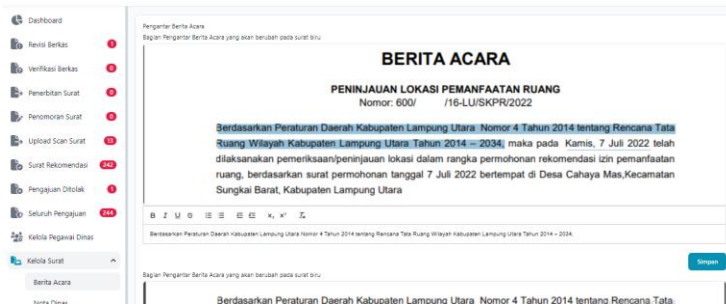 Dashboard
Revisi Berkas
Verifikasi Berkas
Penerbitan Surat
Penomoran Surat
Upload Scan Surat 13
Surat Rekomendasi 242
Pengajuan Ditolak
Seluruh Pengajuan 244
Kelola Pegawai Dinas
Kelola Surat
Berita Acara
Nota Dinas
Pengantar Berita Acara
Bagian Pengantar Berita Acara yang akan berubah pada surat biru
BERITA ACARA
PENINJAUAN LOKASI PEMANFAATAN RUANG
Nomor: 600/ /16-LU/SKPR/2022
Berdasarkan Peraturan Daerah Kabupaten Lampung Utara Nomor 4 Tahun 2014 tentang Rencana Tata
Ruang Wilayah Kabupaten Lampung Utara Tahun 2014 – 2034, maka pada Kamis, 7 Juli 2022 telah
dilaksanakan pemeriksaan/peninjauan lokasi dalam rangka permohonan rekomendasi izin pemanfaatan
ruang, berdasarkan surat permohonan tanggal 7 Juli 2022 bertempat di Desa Cahaya Mas,Kecamatan
Sungkai Barat, Kabupaten Lampung Utara
Berdasarkan Peraturan Daerah Kabupaten Lampung Utara Nomor 4 Tahun 2014 tentang Rencana Tata Ruang Wilayah Kabupaten Lampung Utara Tahun 2014 – 2034.
Simpan
Bagian Pengantar Berita Acara yang akan berubah pada surat biru
Berdasarkan Peraturan Daerah Kabupaten Lampung Utara Nomor 4 Tahun 2014 tentang Rencana Tata